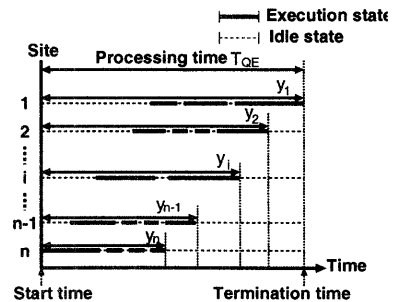 Execution state
Idle state
Site
Processing time T_QE
1
y_1
2
y_2
i
y_i
n-1
y_n-1
n
y_n
Time
Start time
Termination time